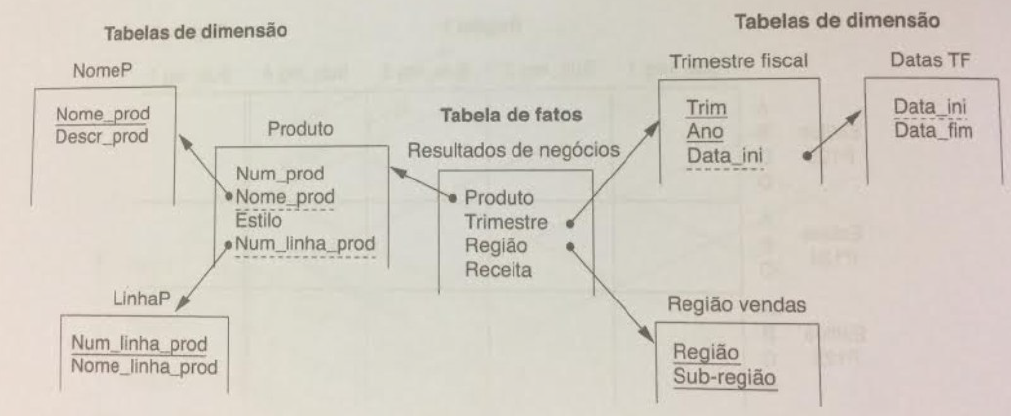 Tabelas de dimensão
NomeP
Nome_prod
Descr_prod
Produto
Num_prod
Nome_prod
Estilo
Num_linha_prod
LinhaP
Num_linha_prod
Nome_linha_prod
Tabela de fatos
Resultados de negócios
Produto
Trimestre
Região
Receita
Tabelas de dimensão
Trimestre fiscal
Trim
Ano
Data_ini
Datas TF
Data_ini
Data_fim
Região vendas
Região
Sub-região